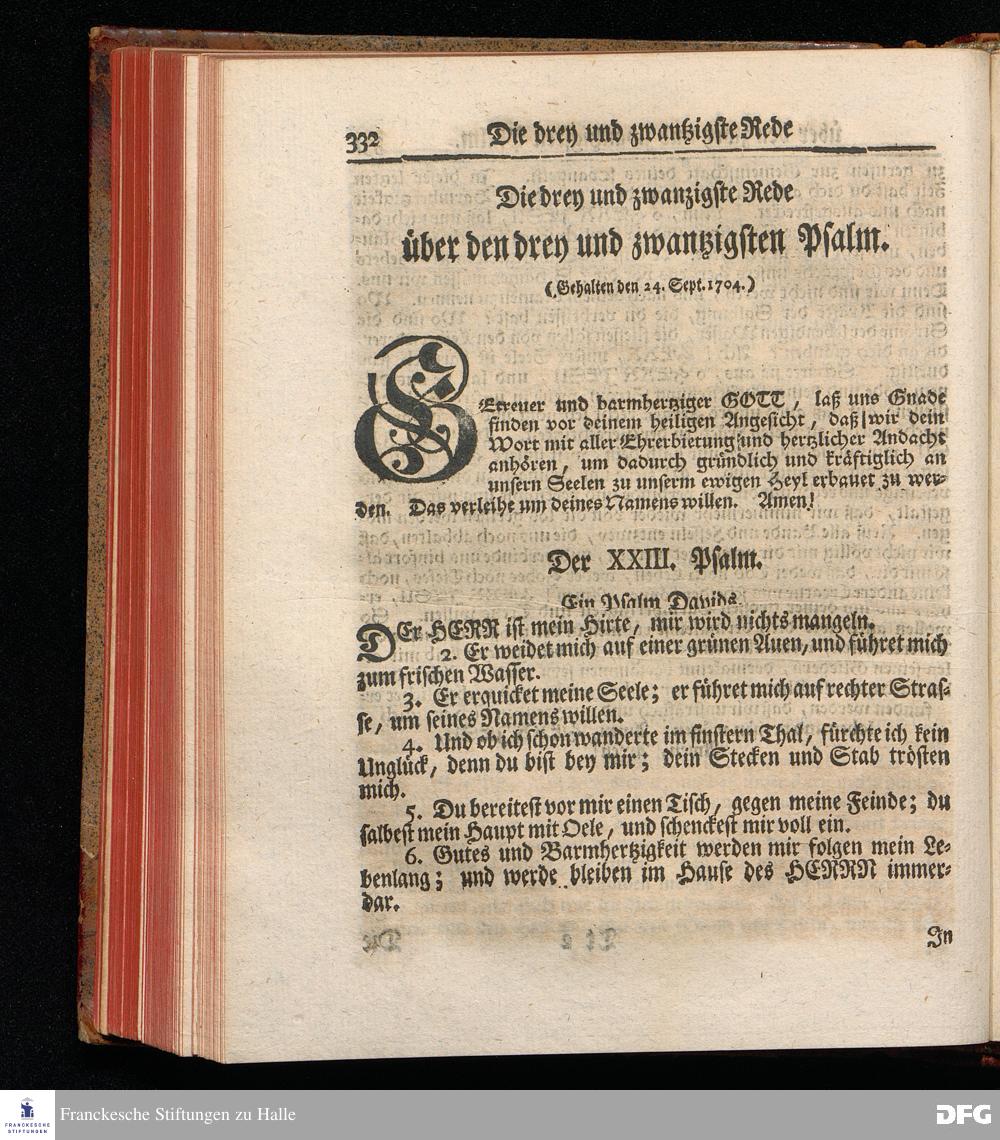 332 Die drey und zwantzigste Rede
Die drey und zwanzigste Rede
über den drey und zwantzigsten Psalm.
(Gehalten den 24. Sept. 1704.)
GEtreuer und barmhertziger GOTT, laß uns Gnade
finden vor deinem heiligen Angesicht, daß wir dein
Wort mit aller Ehrerbietung und hertzlicher Andacht
anhören, um dadurch gründlich und kräftiglich an
unsern Seelen zu unserm ewigen Heyl erbauet zu wer-
den. Das verleihe um deines Namens willen. Amen!
Der XXIII. Psalm.
Ein Psalm Davids.
DEr HERR ist mein Hirte, mir wird nichts mangeln.
2. Er weidet mich auf einer grünen Auen, und führet mich
zum frischen Wasser.
3. Er erquicket meine Seele; er führet mich auf rechter Stras-
se, um seines Namens willen.
4. Und ob ich schon wanderte im finstern Thal, fürchte ich kein
Unglück, denn du bist bey mir; dein Stecken und Stab trösten
mich.
5. Du bereitest vor mir einen Tisch, gegen meine Feinde; du
salbest mein Haupt mit Oele, und schenckest mir voll ein.
6. Gutes und Barmhertzigkeit werden mir folgen mein Le-
benlang; und werde bleiben im Hause des HERRN immer-
dar.
In
Franckesche Stiftungen zu Halle
FRANCKESCHE
STIFTUNGEN
DFG